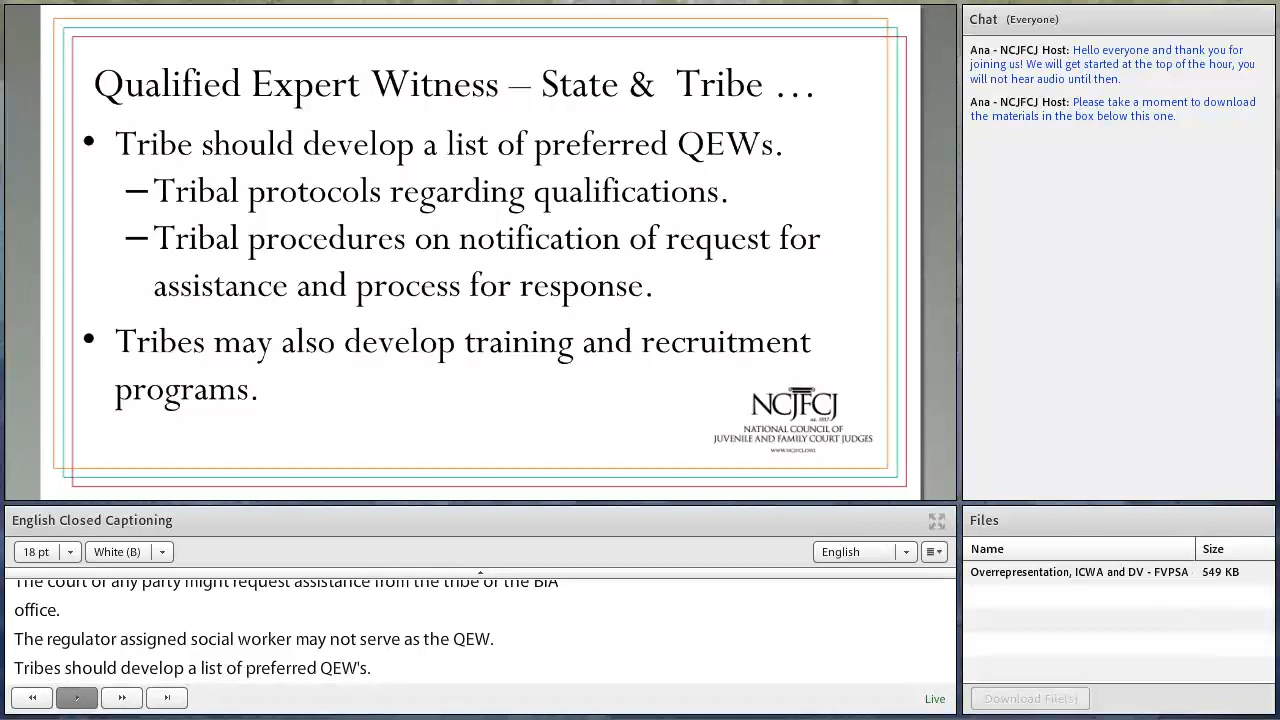 Qualified Expert Witness – State & Tribe …
• Tribe should develop a list of preferred QEWs.
– Tribal protocols regarding qualifications.
– Tribal procedures on notification of request for
assistance and process for response.
• Tribes may also develop training and recruitment
programs.
NCJFCJ
est. 1937
NATIONAL COUNCIL OF
JUVENILE AND FAMILY COURT JUDGES
WWW.NCJFCJ.ORG
Chat (Everyone)
Ana - NCJFCJ Host: Hello everyone and thank you for
joining us! We will get started at the top of the hour, you
will not hear audio until then.
Ana - NCJFCJ Host: Please take a moment to download
the materials in the box below this one.
English Closed Captioning
18 pt White (B) English
The court or any party might request assistance from the tribe or the BIA
office.
The regulator assigned social worker may not serve as the QEW.
Tribes should develop a list of preferred QEW's.
Live
Files
Name Size
Overrepresentation, ICWA and DV - FVPSA 549 KB
Download File(s)